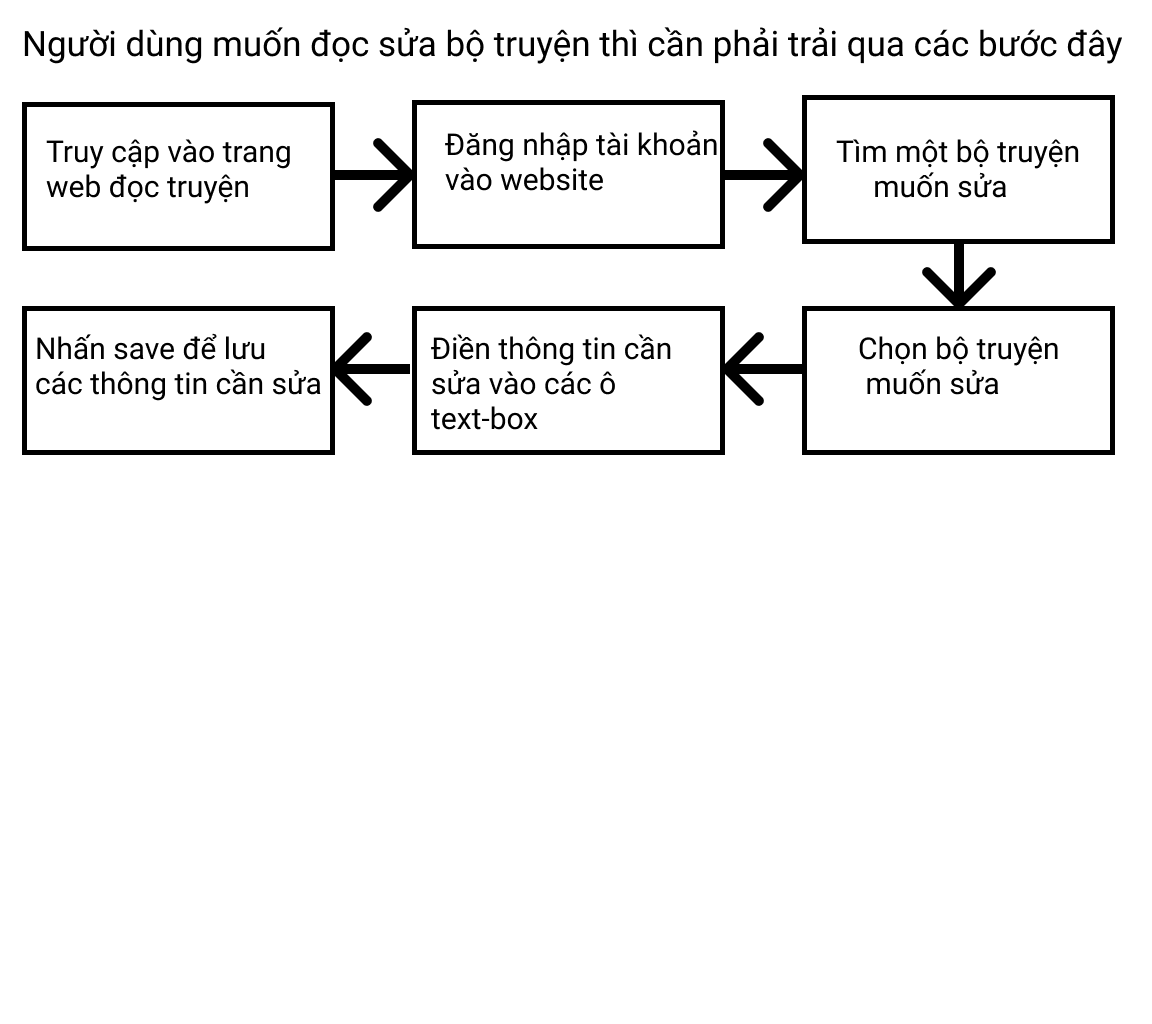 Người dùng muốn đọc sửa bộ truyện thì cần phải trải qua các bước đây
Truy cập vào trang
web đọc truyện
Đăng nhập tài khoản
vào website
Tìm một bộ truyện
muốn sửa
Chọn bộ truyện
muốn sửa
Điền thông tin cần
sửa vào các ô
text-box
Nhấn save để lưu
các thông tin cần sửa